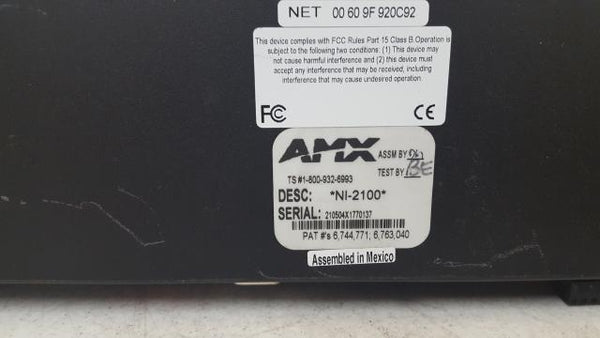 NET 00 60 9F 920C92
This device complies with FCC Rules Part 15 Class B.Operation is
subject to the following two conditions: (1) This device may
not cause harmful interference and (2) this device must
accept any interference that may be received, including
interference that may cause undesired operation.
FC CE
AMX ASSM BY
TEST BY BE
TS #1-800-932-6993
DESC: *NI-2100*
SERIAL: 210504X1770137
PAT #'s 6,744,771; 6,763,040
Assembled in Mexico